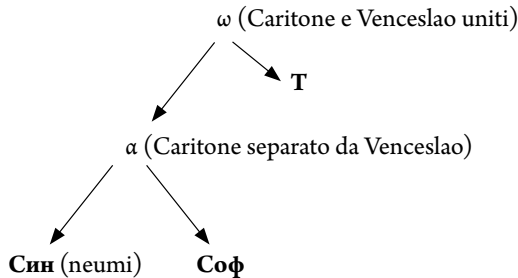 ω (Caritone e Venceslao uniti)
T
α (Caritone separato da Venceslao)
Син (neumi) Соф